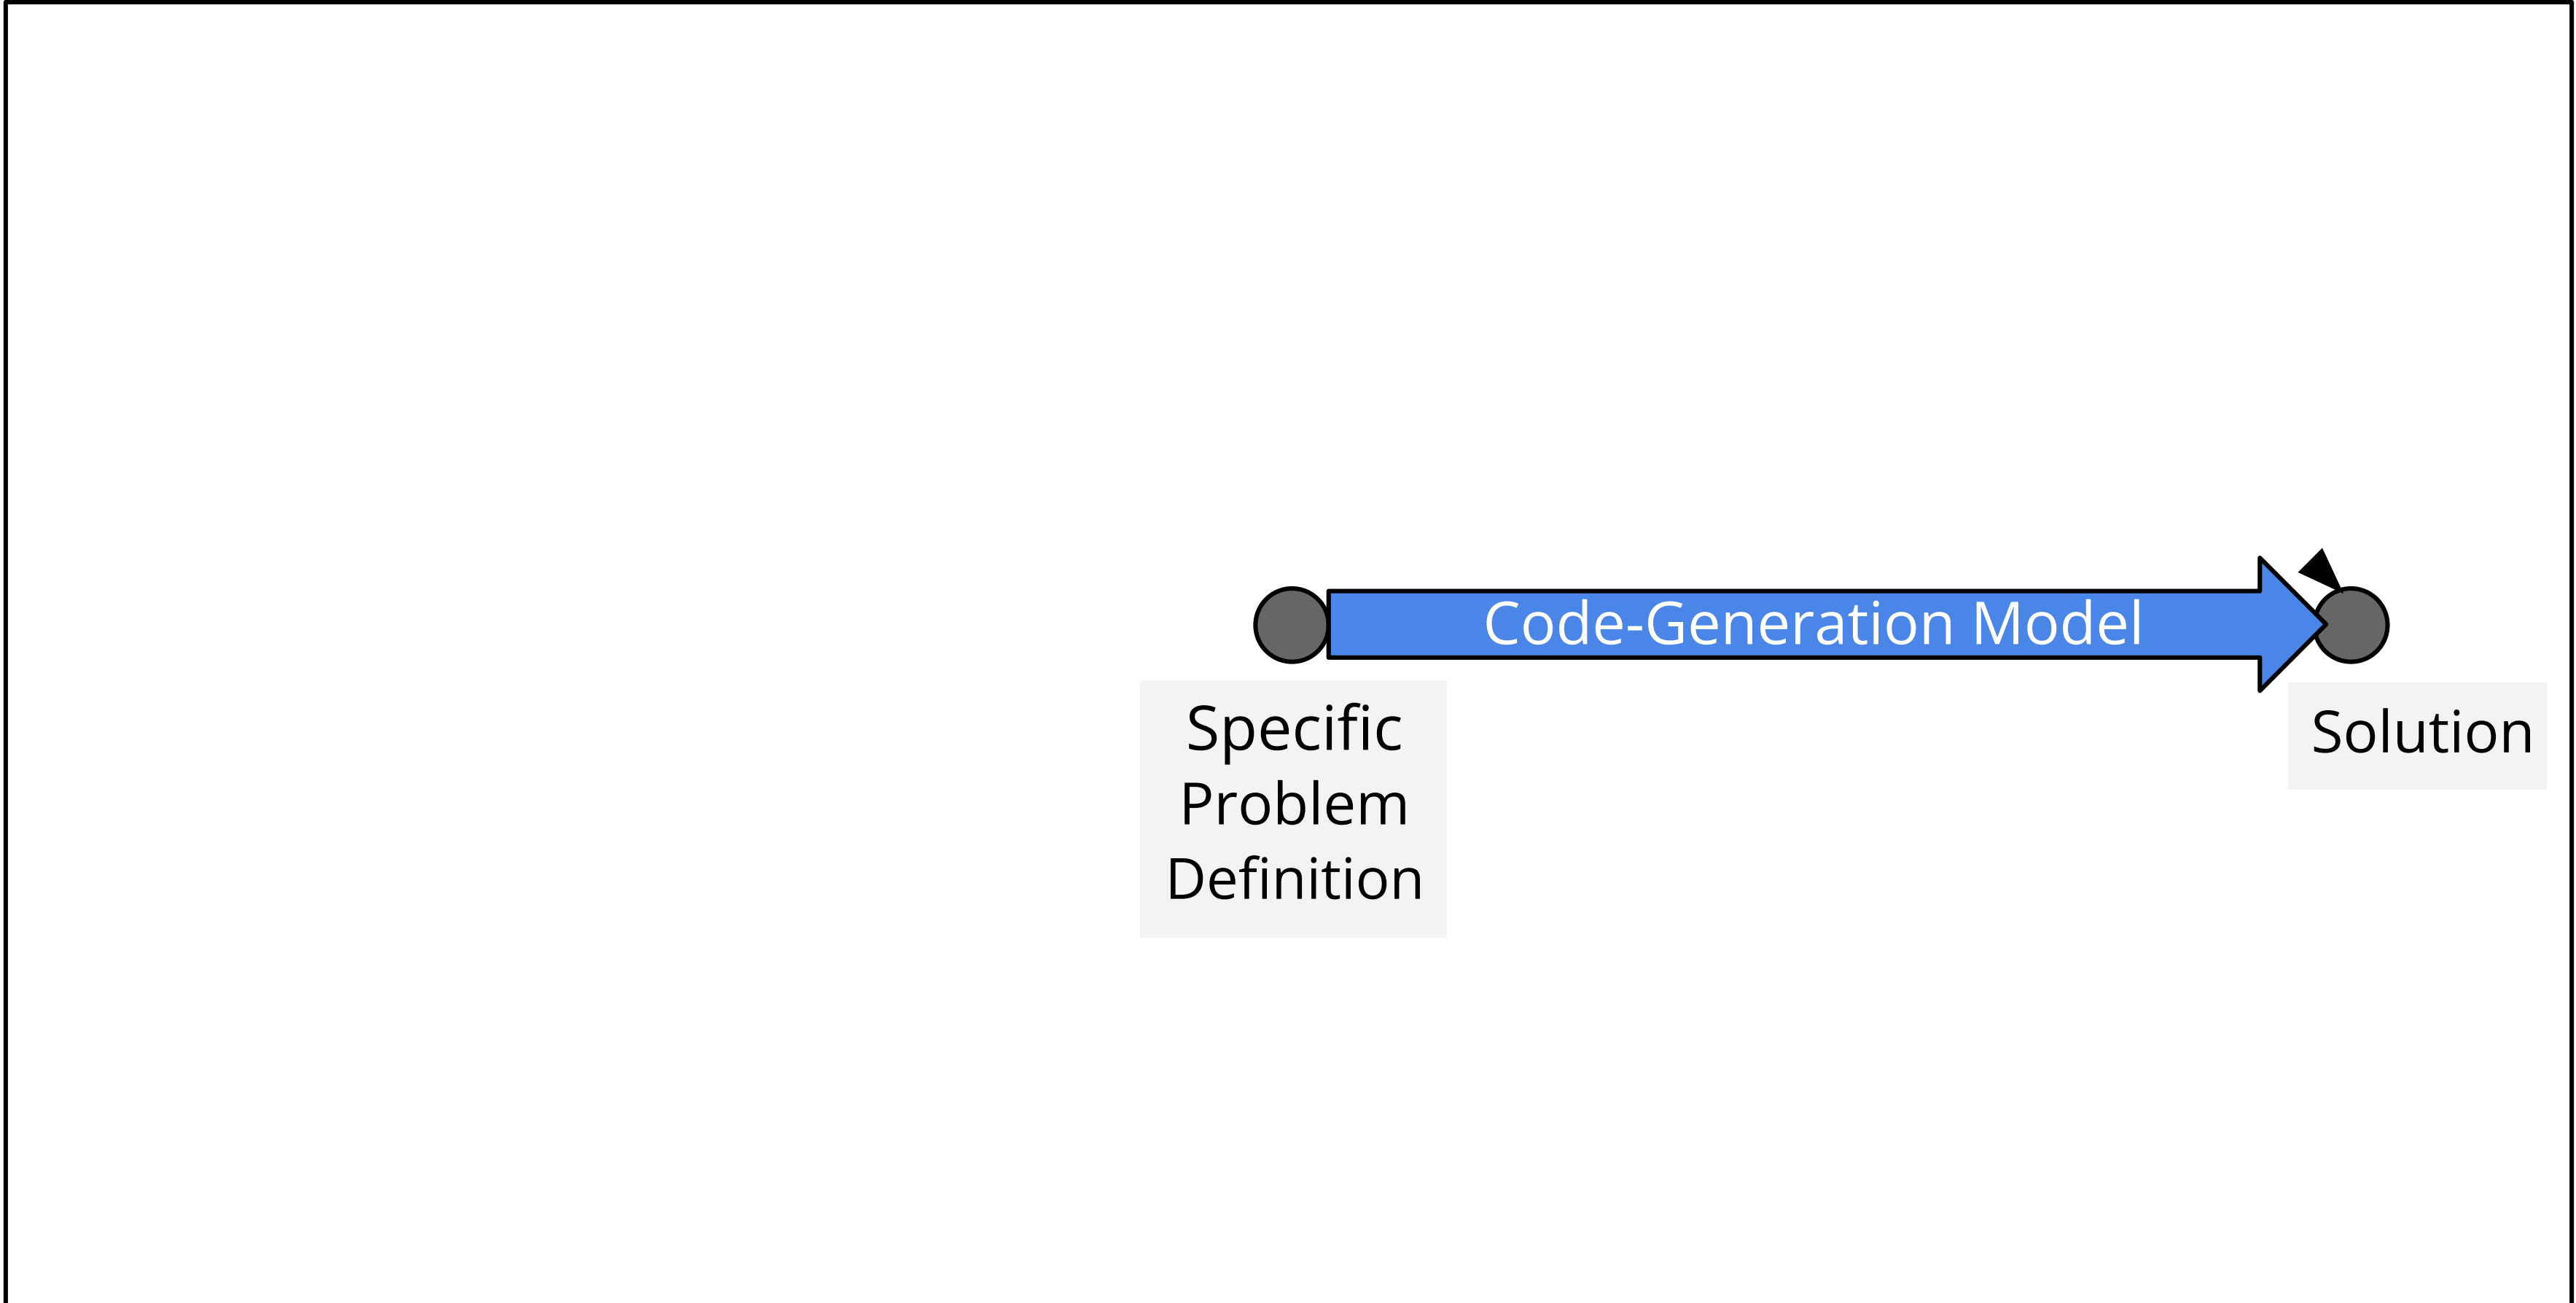 Code-Generation Model
Specific
Problem
Definition
Solution